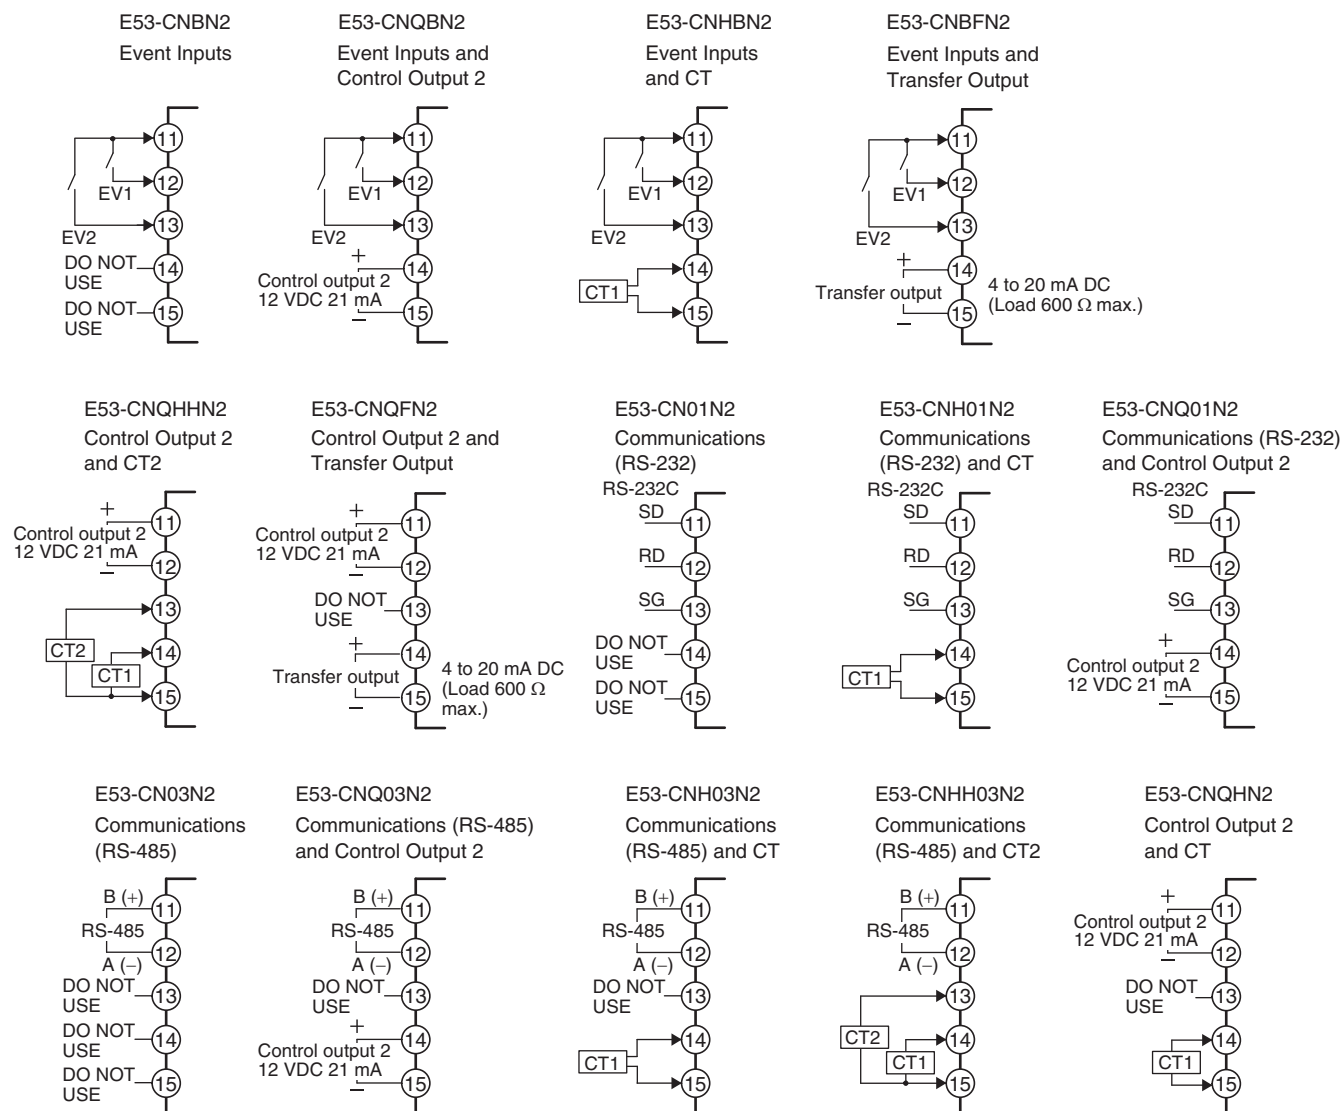 E53-CNBN2
Event Inputs
11
12
EV1
13
EV2
DO NOT
USE
14
DO NOT
USE
15
E53-CNQBN2
Event Inputs and
Control Output 2
11
12
EV1
13
EV2
+
14
Control output 2
12 VDC 21 mA
–
15
E53-CNHBN2
Event Inputs
and CT
11
12
EV1
13
EV2
14
CT1
15
E53-CNBFN2
Event Inputs and
Transfer Output
11
12
EV1
13
EV2
+
14
Transfer output
4 to 20 mA DC
(Load 600 Ω max.)
–
15
E53-CNQHHN2
Control Output 2
and CT2
+
11
Control output 2
12 VDC 21 mA
–
12
13
CT2
14
CT1
15
E53-CNQFN2
Control Output 2 and
Transfer Output
+
11
Control output 2
12 VDC 21 mA
–
12
DO NOT
USE
13
+
14
Transfer output
4 to 20 mA DC
(Load 600 Ω
max.)
–
15
E53-CN01N2
Communications
(RS-232)
RS-232C
SD
11
RD
12
SG
13
DO NOT
USE
14
DO NOT
USE
15
E53-CNH01N2
Communications
(RS-232) and CT
RS-232C
SD
11
RD
12
SG
13
14
CT1
15
E53-CNQ01N2
Communications (RS-232)
and Control Output 2
RS-232C
SD
11
RD
12
SG
13
+
14
Control output 2
12 VDC 21 mA
–
15
E53-CN03N2
Communications
(RS-485)
B (+)
11
RS-485
12
A (−)
DO NOT
USE
13
DO NOT
USE
14
DO NOT
USE
15
E53-CNQ03N2
Communications (RS-485)
and Control Output 2
B (+)
11
RS-485
12
A (−)
DO NOT
USE
13
+
14
Control output 2
12 VDC 21 mA
–
15
E53-CNH03N2
Communications
(RS-485) and CT
B (+)
11
RS-485
12
A (−)
DO NOT
USE
13
14
CT1
15
E53-CNHH03N2
Communications
(RS-485) and CT2
B (+)
11
RS-485
12
A (−)
13
CT2
14
CT1
15
E53-CNQHN2
Control Output 2
and CT
+
11
Control output 2
12 VDC 21 mA
–
12
DO NOT
USE
13
14
CT1
15